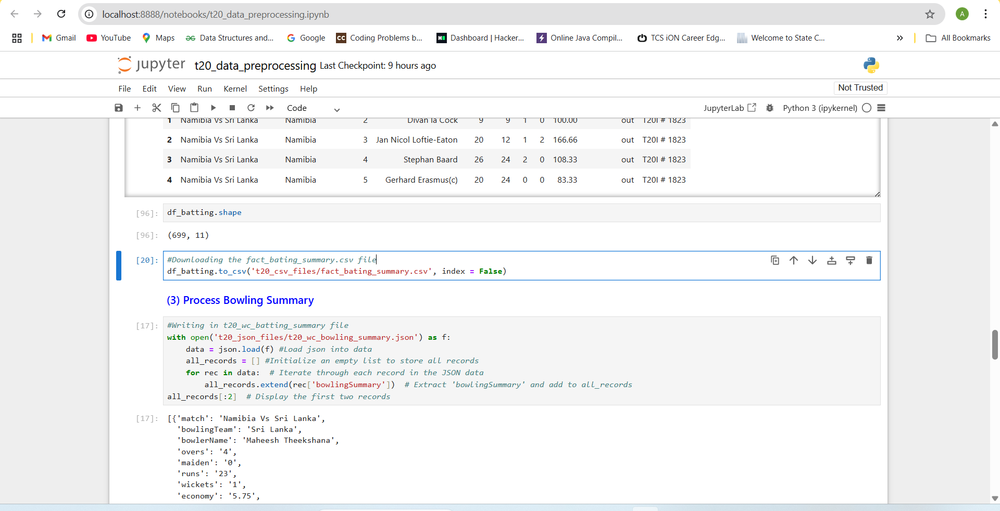 localhost:8888/notebooks/t20_data_preprocessing.ipynb
A
Gmail YouTube Maps Data Structures and... Google CC Coding Problems b... H Dashboard | Hacker... Online Java Compil... TCS iON Career Edg... Welcome to State C... » All Bookmarks
jupyter t20_data_preprocessing Last Checkpoint: 9 hours ago
File Edit View Run Kernel Settings Help Not Trusted
Code JupyterLab Python 3 (ipykernel)
1 Namibia Vs Sri Lanka Namibia 2 Divan la Cock 9 9 1 0 100.00 out T20I # 1823
2 Namibia Vs Sri Lanka Namibia 3 Jan Nicol Loftie-Eaton 20 12 1 2 166.66 out T20I # 1823
3 Namibia Vs Sri Lanka Namibia 4 Stephan Baard 26 24 2 0 108.33 out T20I # 1823
4 Namibia Vs Sri Lanka Namibia 5 Gerhard Erasmus(c) 20 24 0 0 83.33 out T20I # 1823
[96]: df_batting.shape
[96]: (699, 11)
[20]: #Downloading the fact_bating_summary.csv file
df_batting.to_csv('t20_csv_files/fact_bating_summary.csv', index = False)
(3) Process Bowling Summary
[17]: #Writing in t20_wc_batting_summary file
with open('t20_json_files/t20_wc_bowling_summary.json') as f:
data = json.load(f) #Load json into data
all_records = [] #Initialize an empty list to store all records
for rec in data: # Iterate through each record in the JSON data
all_records.extend(rec['bowlingSummary']) # Extract 'bowlingSummary' and add to all_records
all_records[:2] # Display the first two records
[17]: [{'match': 'Namibia Vs Sri Lanka',
'bowlingTeam': 'Sri Lanka',
'bowlerName': 'Maheesh Theekshana',
'overs': '4',
'maiden': '0',
'runs': '23',
'wickets': '1',
'economy': '5.75',